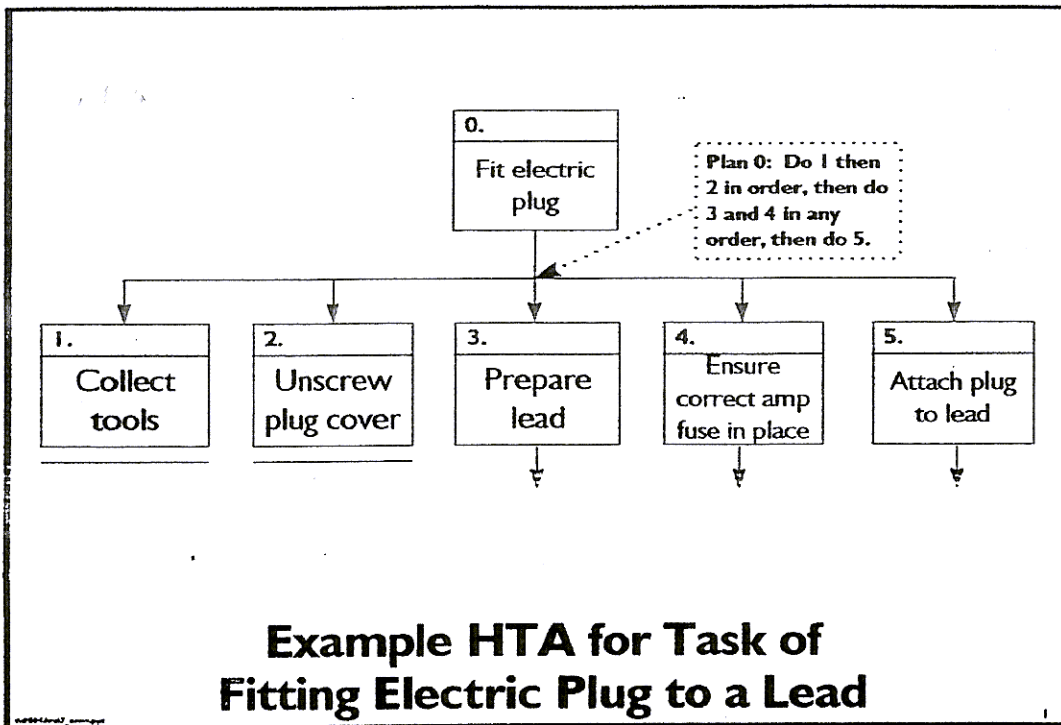 0.
Fit electric
plug
Plan 0: Do 1 then
2 in order, then do
3 and 4 in any
order, then do 5.
1.
Collect
tools
2.
Unscrew
plug cover
3.
Prepare
lead
4.
Ensure
correct amp
fuse in place
5.
Attach plug
to lead
Example HTA for Task of
Fitting Electric Plug to a Lead
1